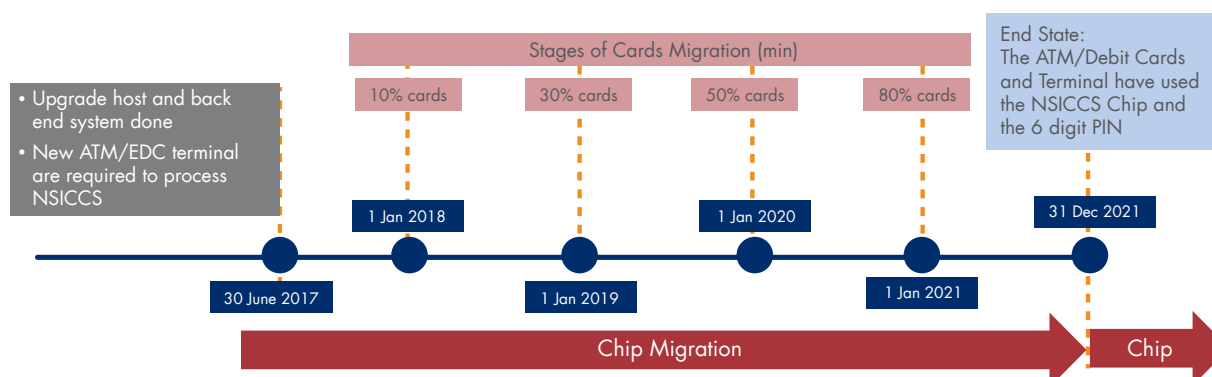 Stages of Cards Migration (min)
10% cards
30% cards
50% cards
80% cards
End State:
The ATM/Debit Cards
and Terminal have used
the NSICCS Chip and
the 6 digit PIN
• Upgrade host and back
end system done
• New ATM/EDC terminal
are required to process
NSICCS
1 Jan 2018
1 Jan 2020
31 Dec 2021
30 June 2017
1 Jan 2019
1 Jan 2021
Chip Migration
Chip